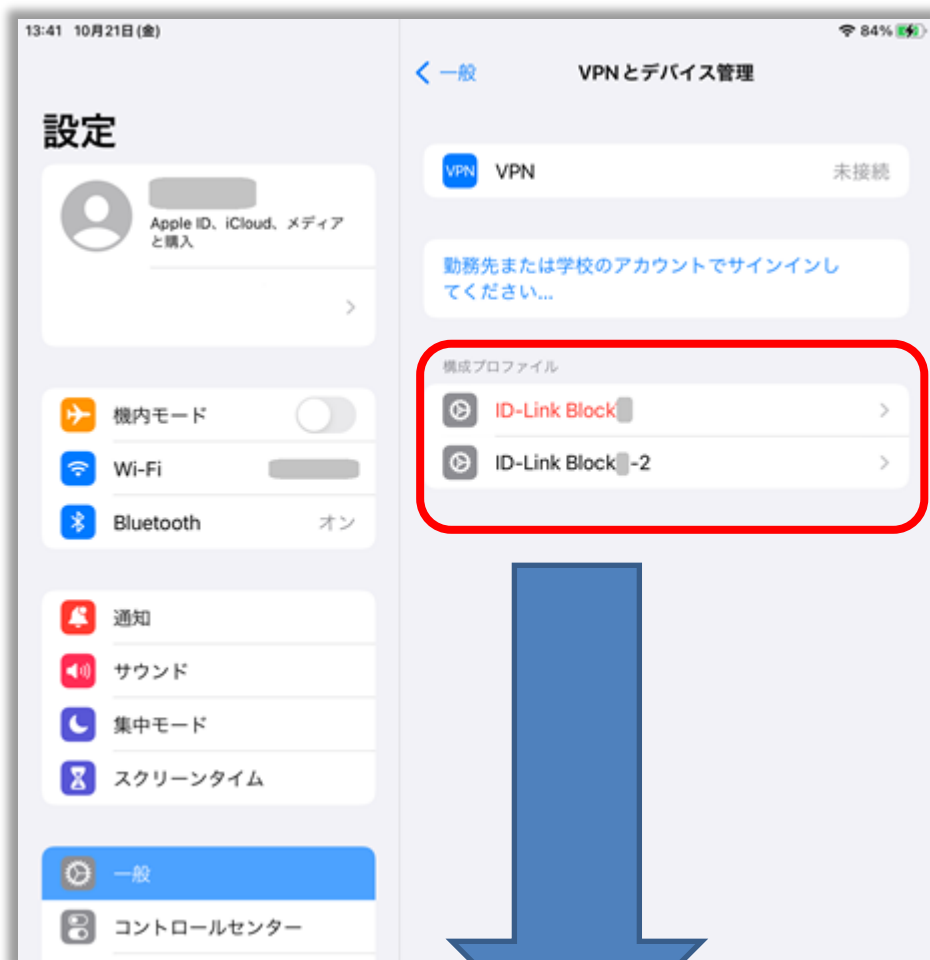 13:41 10月21日(金)
84%
一般
VPNとデバイス管理
設定
Apple ID、iCloud、メディア
と購入
VPN
VPN
未接続
勤務先または学校のアカウントでサインインし
てください...
構成プロファイル
ID-Link Block
ID-Link Block -2
機内モード
Wi-Fi
Bluetooth
オン
通知
サウンド
集中モード
スクリーンタイム
一般
コントロールセンター